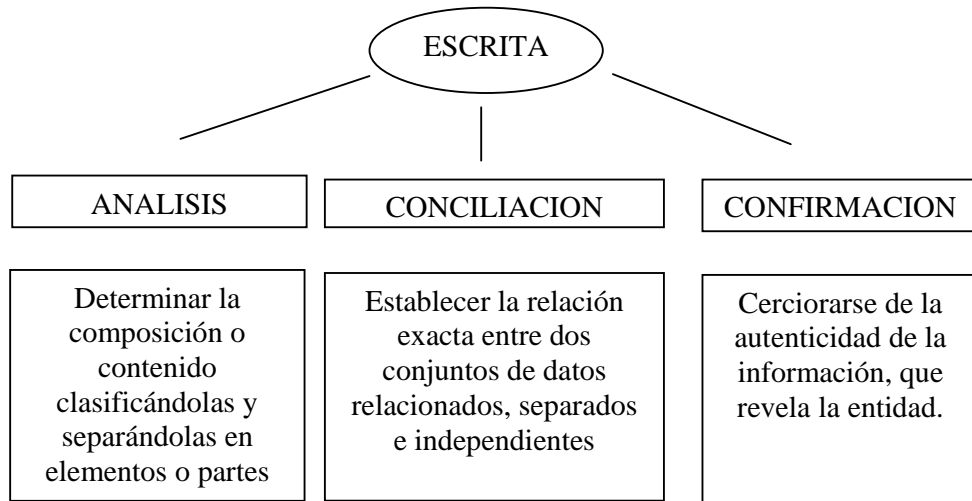 ESCRITA
ANALISIS
CONCILIACION
CONFIRMACION
Determinar la
composición o
contenido
clasificándolas y
separándolas en
elementos o partes
Establecer la relación
exacta entre dos
conjuntos de datos
relacionados, separados
e independientes
Cerciorarse de la
autenticidad de la
información, que
revela la entidad.